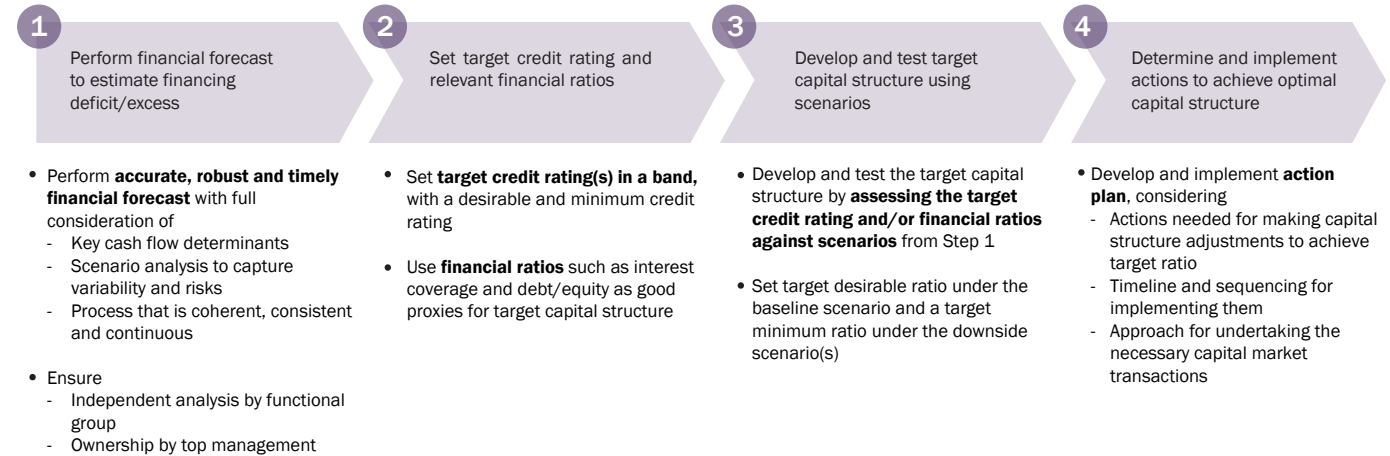 1
Perform financial forecast
to estimate financing
deficit/excess
2
Set target credit rating and
relevant financial ratios
3
Develop and test target
capital structure using
scenarios
4
Determine and implement
actions to achieve optimal
capital structure
• Perform accurate, robust and timely
financial forecast with full
consideration of
- Key cash flow determinants
- Scenario analysis to capture
variability and risks
- Process that is coherent, consistent
and continuous
• Ensure
- Independent analysis by functional
group
- Ownership by top management
• Set target credit rating(s) in a band,
with a desirable and minimum credit
rating
• Use financial ratios such as interest
coverage and debt/equity as good
proxies for target capital structure
• Develop and test the target capital
structure by assessing the target
credit rating and/or financial ratios
against scenarios from Step 1
• Set target desirable ratio under the
baseline scenario and a target
minimum ratio under the downside
scenario(s)
• Develop and implement action
plan, considering
- Actions needed for making capital
structure adjustments to achieve
target ratio
- Timeline and sequencing for
implementing them
- Approach for undertaking the
necessary capital market
transactions